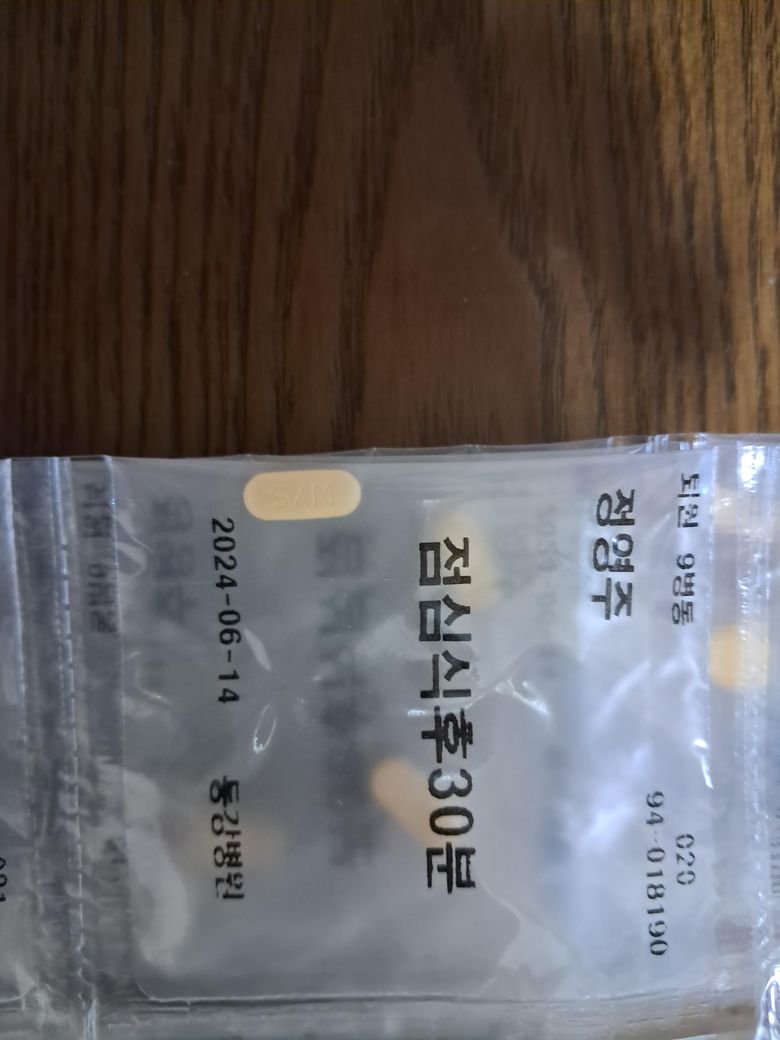 퇴원 9병동 020
94-018190
정영주
점심식후30분
2024-06-14 동강병원
W/S